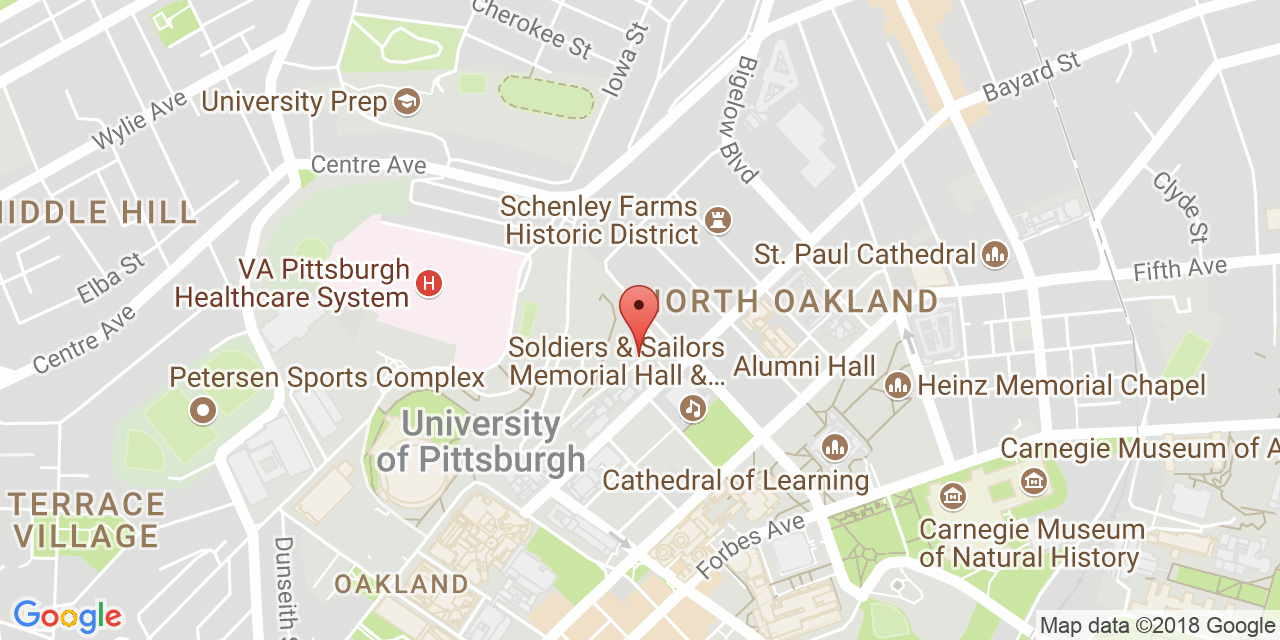 Cherokee St
Iowa St
Bigelow Blvd
Bayard St
University Prep
Wylie Ave
Centre Ave
Clyde St
IDDLE HILL
Schenley Farms
Historic District
St. Paul Cathedral
Fifth Ave
Elba St
VA Pittsburgh
Healthcare System
NORTH OAKLAND
Centre Ave
Soldiers & Sailors
Memorial Hall &...
Alumni Hall
Petersen Sports Complex
Heinz Memorial Chapel
University
of Pittsburgh
Carnegie Museum of A
Cathedral of Learning
TERRACE
VILLAGE
Carnegie Museum
of Natural History
Forbes Ave
Dunseith S
OAKLAND
Google
Map data ©2018 Google